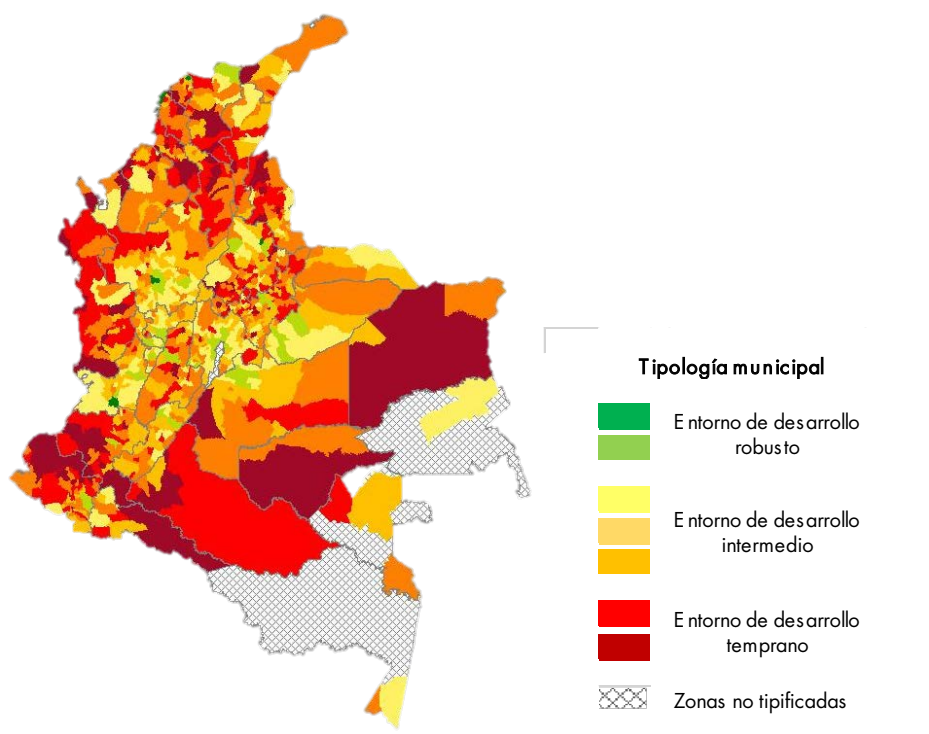 Tipología municipal
Entorno de desarrollo
robusto
Entorno de desarrollo
intermedio
Entorno de desarrollo
temprano
Zonas no tipificadas